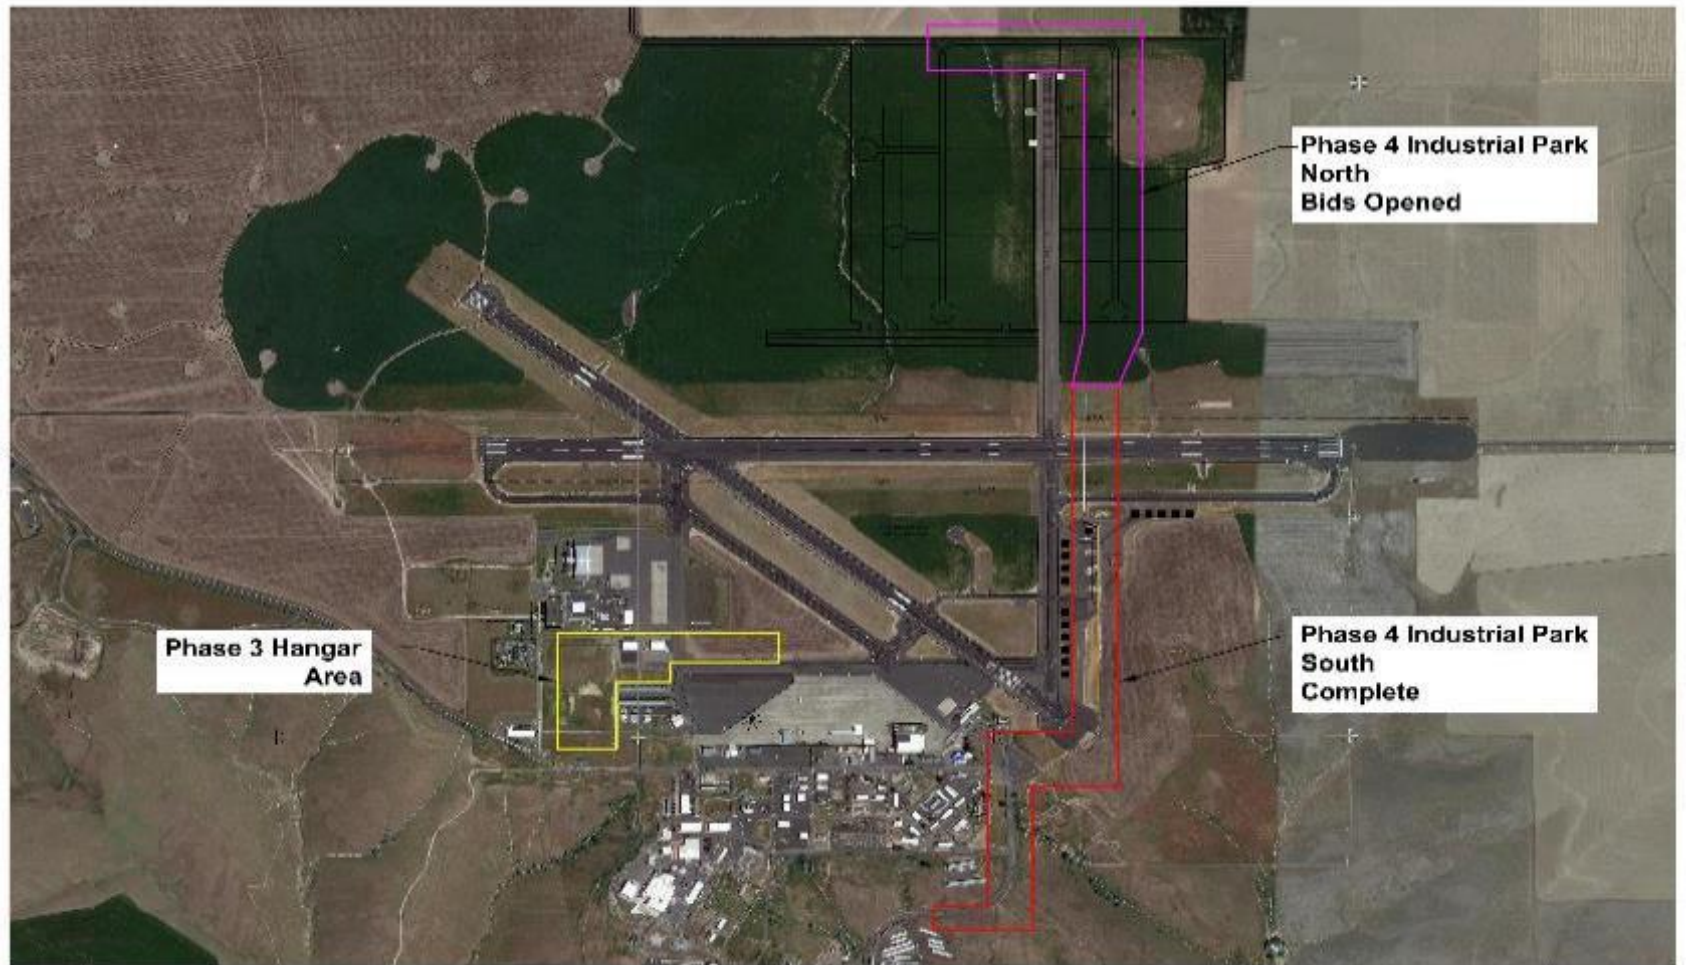 Phase 4 Industrial Park
North
Bids Opened
Phase 3 Hangar
Area
Phase 4 Industrial Park
South
Complete